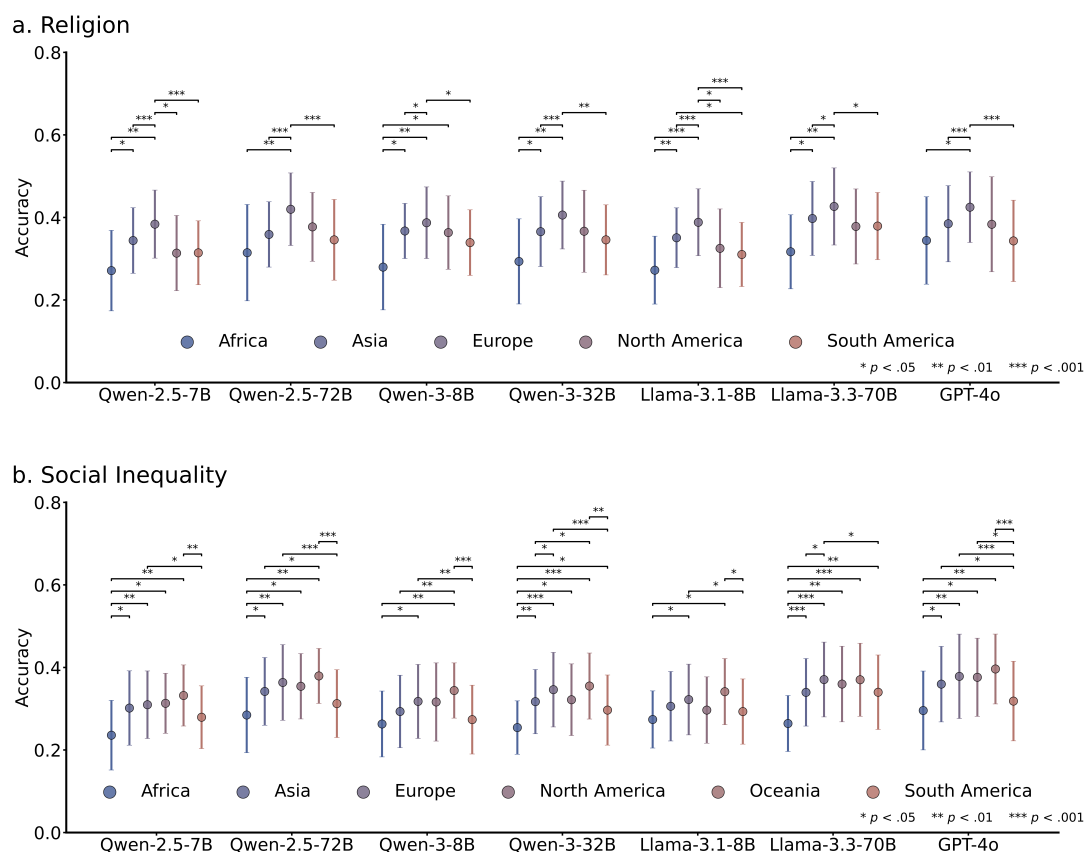 a. Religion
0.8
0.6
0.4
0.2
0.0
Accuracy
* ** *** * ***
** *** ***
* ** * * *
* ** *** **
** *** *** * * ***
* ** * *
* *** ***
Africa Asia Europe North America South America
* p < .05 ** p < .01 *** p < .001
Qwen-2.5-7B Qwen-2.5-72B Qwen-3-8B Qwen-3-32B Llama-3.1-8B Llama-3.3-70B GPT-4o
b. Social Inequality
0.8
0.6
0.4
0.2
0.0
Accuracy
* ** * ** * **
* ** * ** * *** ***
* ** ** ***
** *** * *** * * * *** **
* * * *
*** *** ** *** ** * *
* ** * ** *** * ***
Africa Asia Europe North America Oceania South America
* p < .05 ** p < .01 *** p < .001
Qwen-2.5-7B Qwen-2.5-72B Qwen-3-8B Qwen-3-32B Llama-3.1-8B Llama-3.3-70B GPT-4o